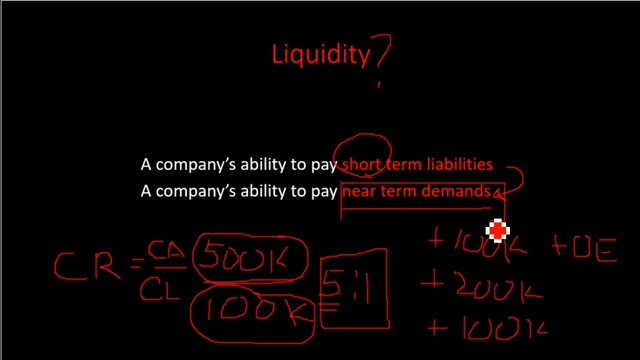 Liquidity?
A company's ability to pay short term liabilities
A company's ability to pay near term demands
CR = CA / CL 500K / 100K = 5:1
+100K +OE
+200K
+100K